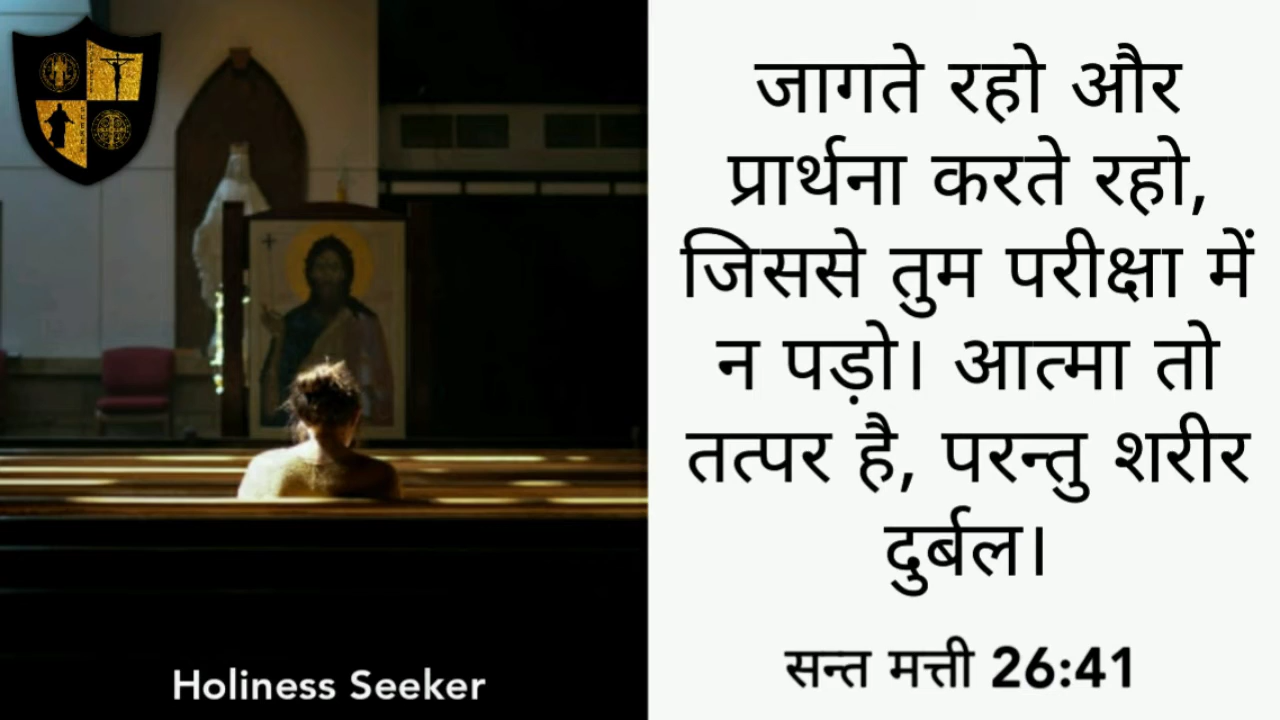 जागते रहो और
प्रार्थना करते रहो,
जिससे तुम परीक्षा में
न पड़ो। आत्मा तो
तत्पर है, परन्तु शरीर
दुर्बल।
सन्त मत्ती 26:41
Holiness Seeker